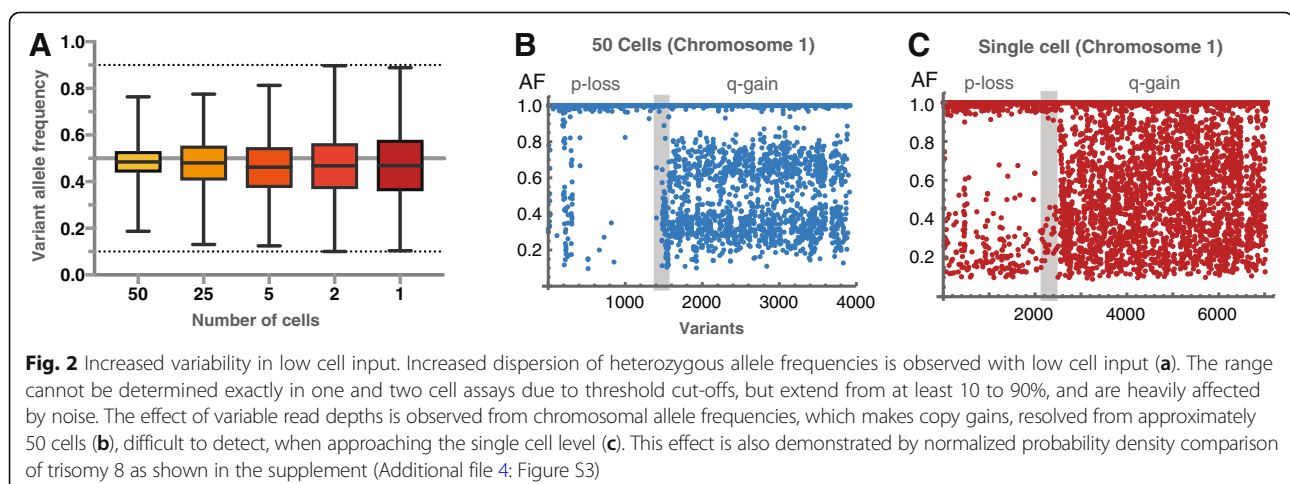 A
1.0
0.8
0.6
0.4
0.2
0.0
Variant allele frequency
50 25 5 2 1
Number of cells
B
50 Cells (Chromosome 1)
AF p-loss q-gain
1.0
0.8
0.6
0.4
0.2
1000 2000 3000 4000
Variants
C
Single cell (Chromosome 1)
AF p-loss q-gain
1.0
0.8
0.6
0.4
0.2
2000 4000 6000
Fig. 2 Increased variability in low cell input. Increased dispersion of heterozygous allele frequencies is observed with low cell input (a). The range
cannot be determined exactly in one and two cell assays due to threshold cut-offs, but extend from at least 10 to 90%, and are heavily affected
by noise. The effect of variable read depths is observed from chromosomal allele frequencies, which makes copy gains, resolved from approximately
50 cells (b), difficult to detect, when approaching the single cell level (c). This effect is also demonstrated by normalized probability density comparison
of trisomy 8 as shown in the supplement (Additional file 4: Figure S3)